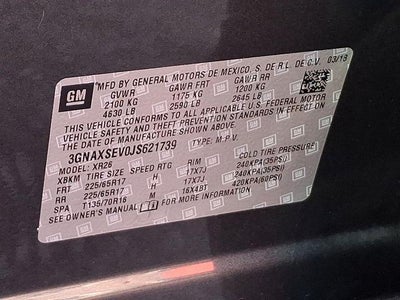 MFD BY GENERAL MOTORS DE MEXICO, S. DE R.L. DE C.V. 03/18
GM
GVWR GAWR FRT GAWR RR
2100 KG 1175 KG 1200 KG
4630 LB 2590 LB 2645 LB
THIS VEHICLE CONFORMS TO ALL APPLICABLE U.S. FEDERAL MOTOR
VEHICLE SAFETY AND THEFT PREVENTION STANDARDS IN EFFECT ON
THE DATE OF MANUFACTURE SHOWN ABOVE.
3GNAXSEV0JS621739 TYPE: M.P.V.
MODEL: XR26
XBKM TIRE SIZE SPEED RTG RIM COLD TIRE PRESSURE
FRT 225/65R17 H 17X7J 240KPA(35PSI)
RR 225/65R17 H 17X7J 240KPA(35PSI)
SPA T135/70R16 M 16X4BT 420KPA(60PSI)
SEE OWNER'S MANUAL FOR MORE INFORMATION